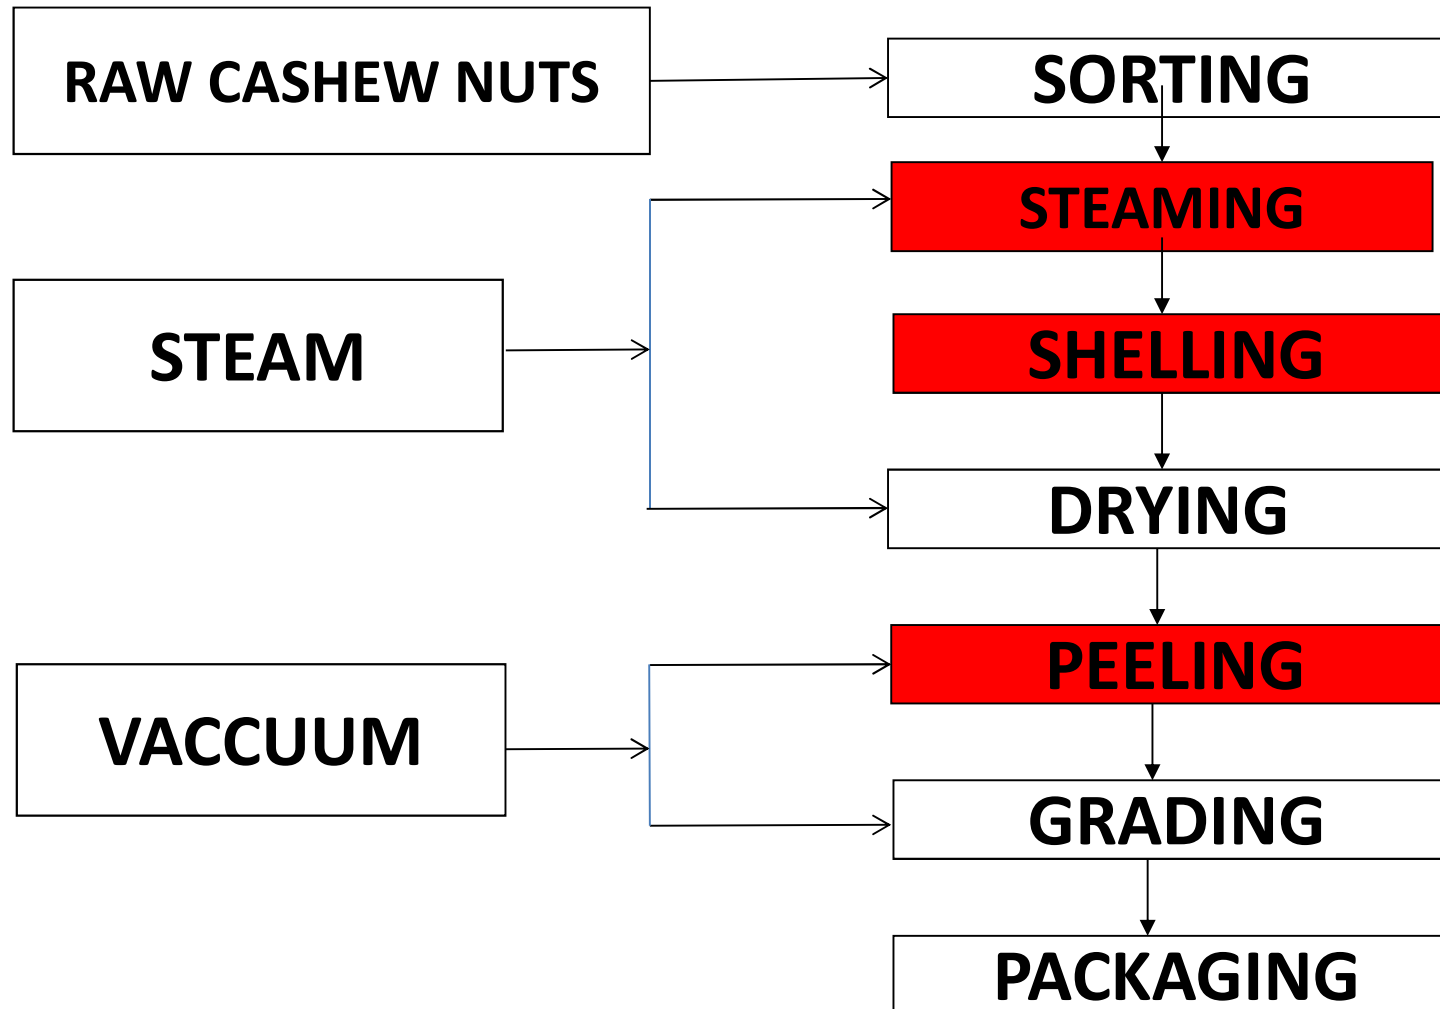 RAW CASHEW NUTS
SORTING
STEAMING
STEAM
SHELLING
DRYING
VACCUUM
PEELING
GRADING
PACKAGING